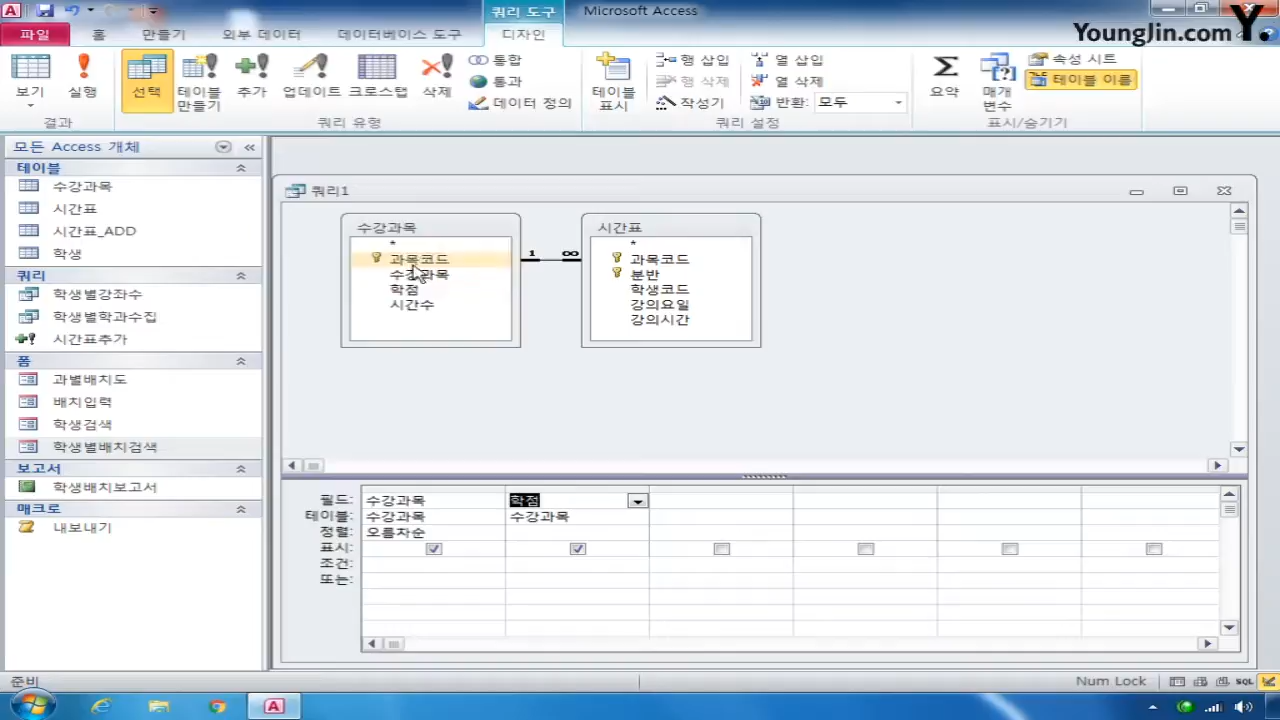 쿼리 도구
Microsoft Access
YoungJin.com Y.
파일
홈
만들기
외부 데이터
데이터베이스 도구
디자인
보기
실행
결과
선택
테이블
만들기
추가
업데이트
크로스탭
삭제
통합
통과
데이터 정의
쿼리 유형
테이블
표시
행 삽입
행 삭제
작성기
열 삽입
열 삭제
반환: 모두
쿼리 설정
요약
매개
변수
속성 시트
테이블 이름
표시/숨기기
모든 Access 개체
테이블
수강과목
시간표
시간표_ADD
학생
쿼리
학생별강좌수
학생별학과수집
시간표추가
폼
과별배치도
배치입력
학생검색
학생별배치검색
보고서
학생배치보고서
매크로
내보내기
쿼리1
수강과목
*
과목코드
수강과목
학점
시간수
1
∞
시간표
*
과목코드
분반
학생코드
강의요일
강의시간
필드: 수강과목 학점
테이블: 수강과목 수강과목
정렬: 오름차순
표시:
조건:
또는:
준비
Num Lock
SQL